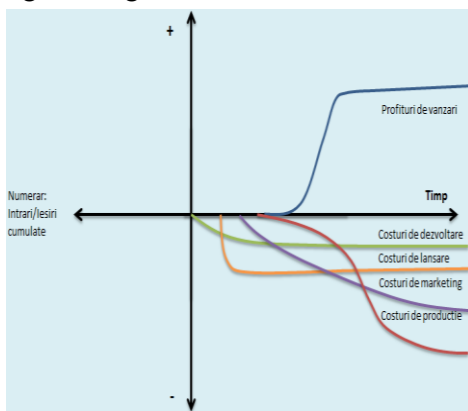 +
Profituri de vanzari
Numerar:
Intrari/Iesiri
cumulate
Timp
Costuri de dezvoltare
Costuri de lansare
Costuri de marketing
Costuri de productie
-